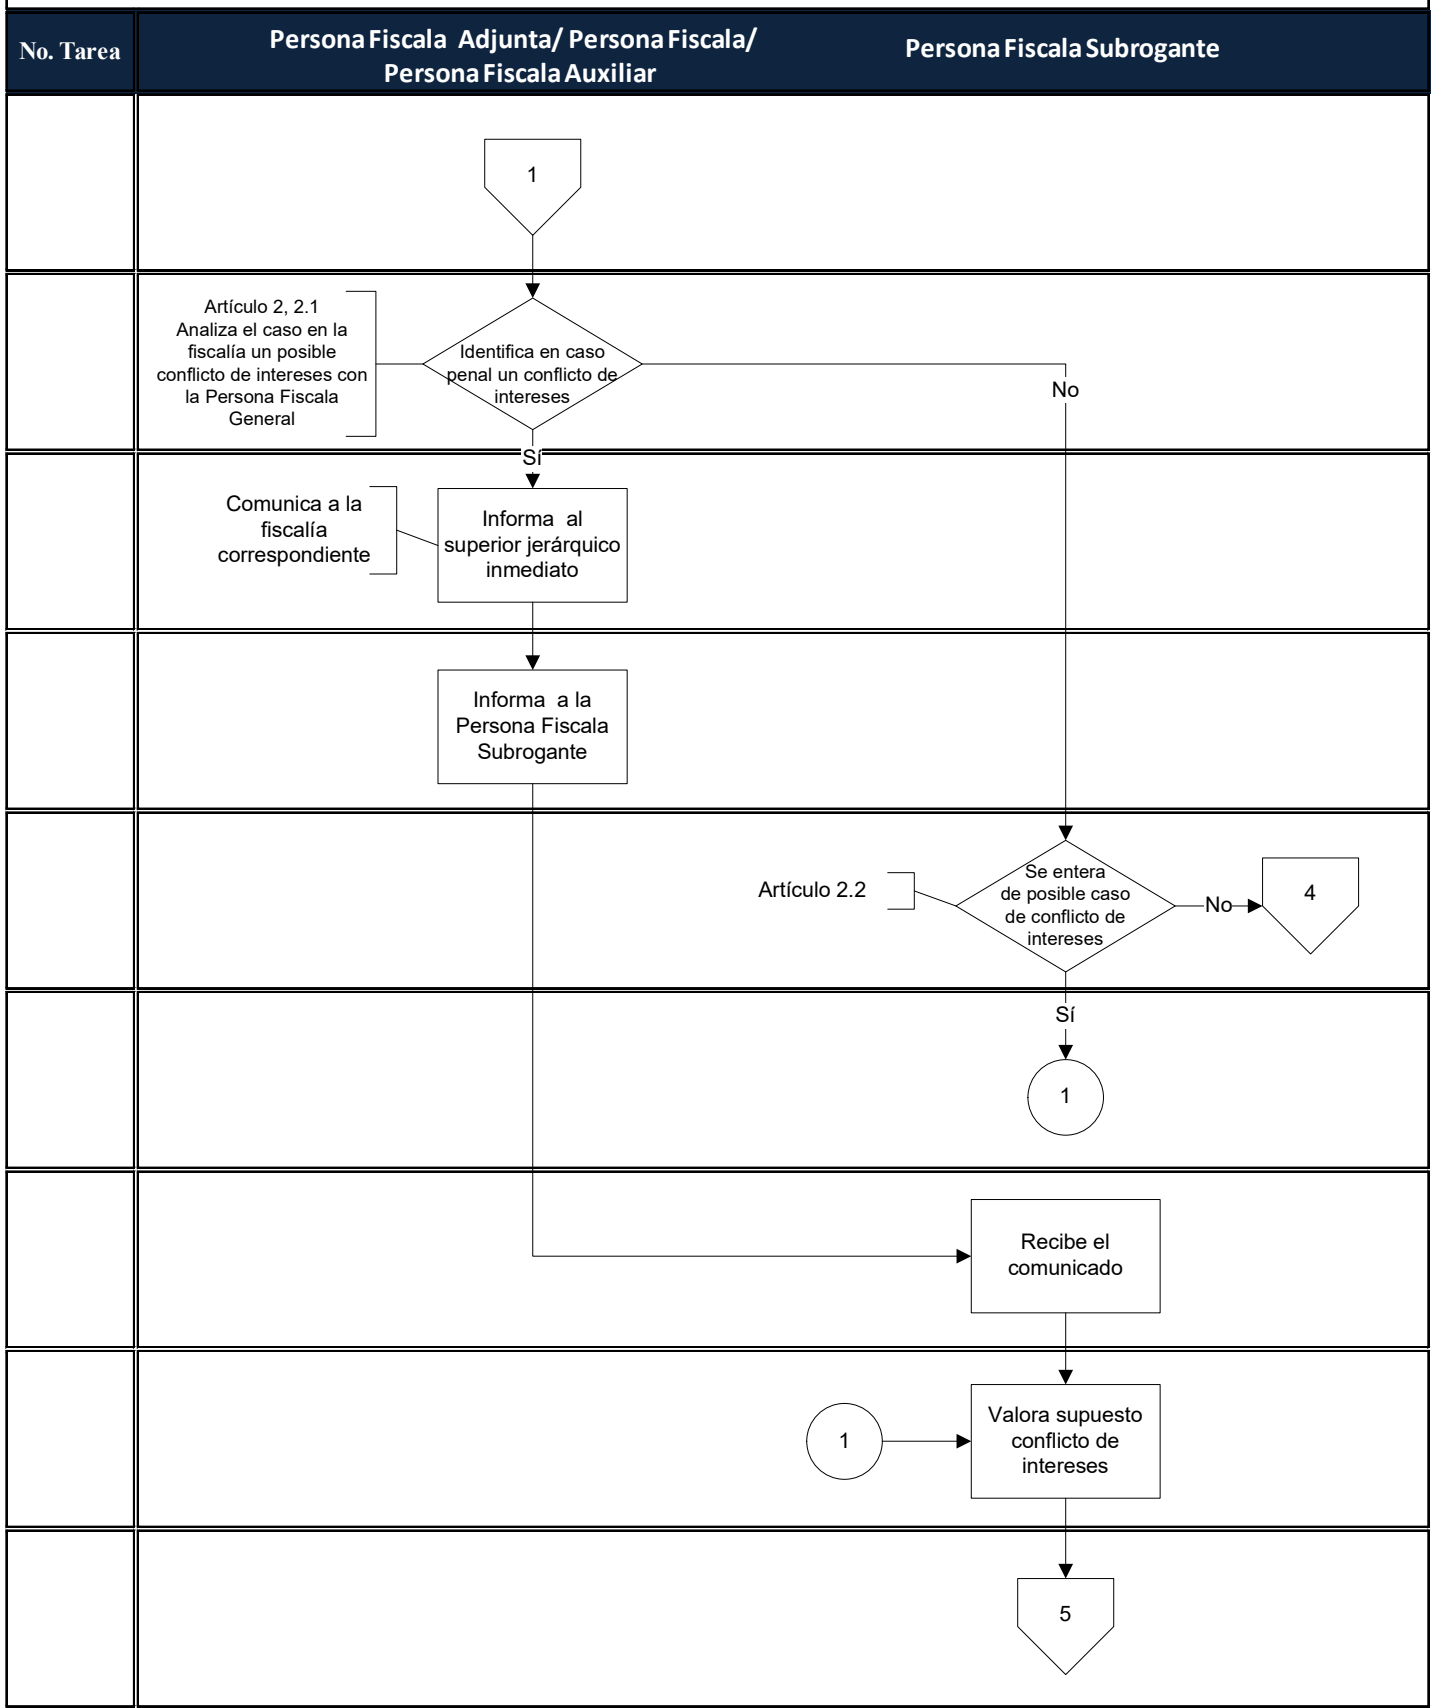 No. Tarea
Persona Fiscala Adjunta/ Persona Fiscala/
Persona Fiscala Auxiliar
Persona Fiscala Subrogante
1
Artículo 2, 2.1
Analiza el caso en la
fiscalía un posible
conflicto de intereses con
la Persona Fiscala
General
Identifica en caso
penal un conflicto de
intereses
No
Sí
Comunica a la
fiscalía
correspondiente
Informa al
superior jerárquico
inmediato
Informa a la
Persona Fiscala
Subrogante
Artículo 2.2
Se entera
de posible caso
de conflicto de
intereses
No
4
Sí
1
Recibe el
comunicado
1
Valora supuesto
conflicto de
intereses
5